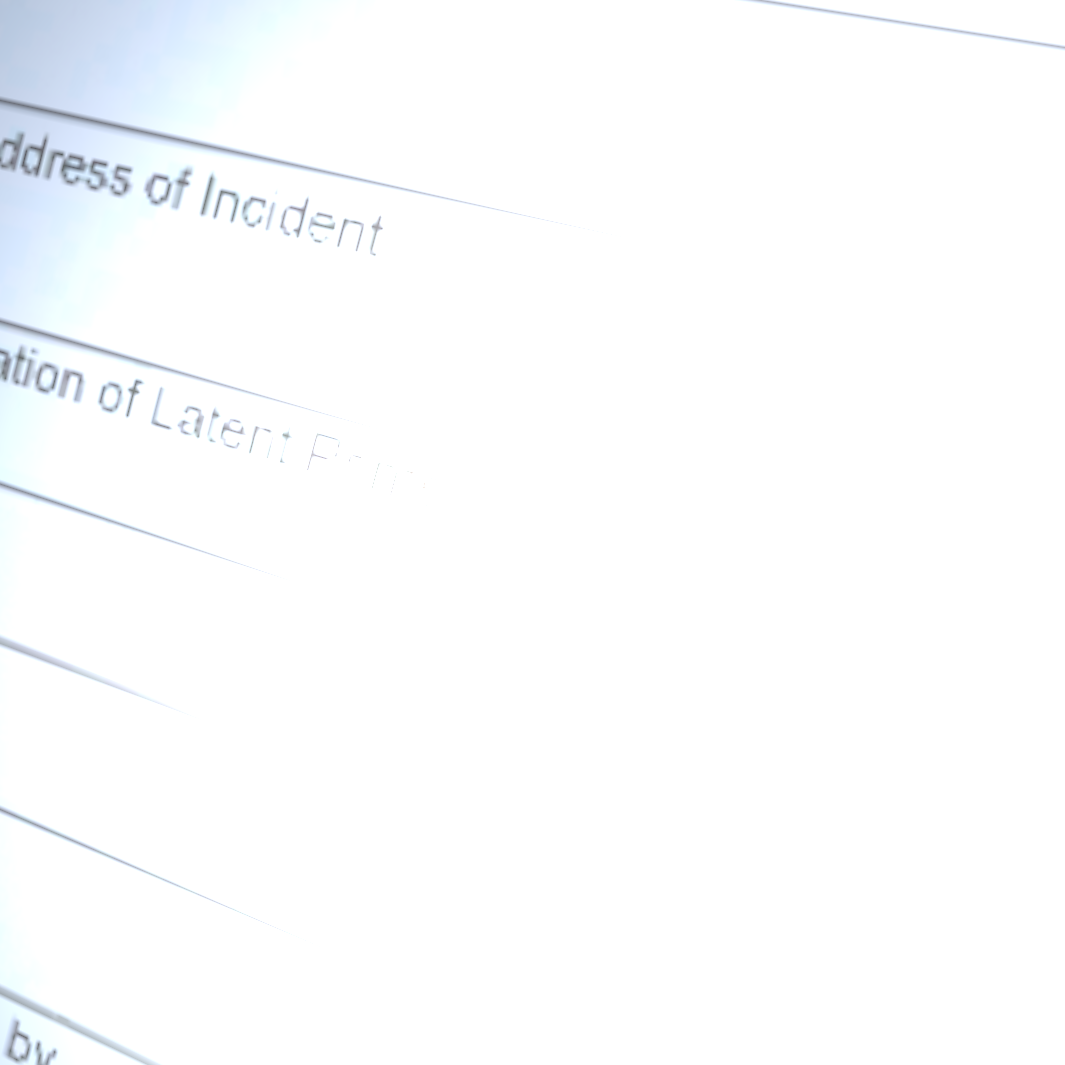 ddress of Incident
ation of Latent
by